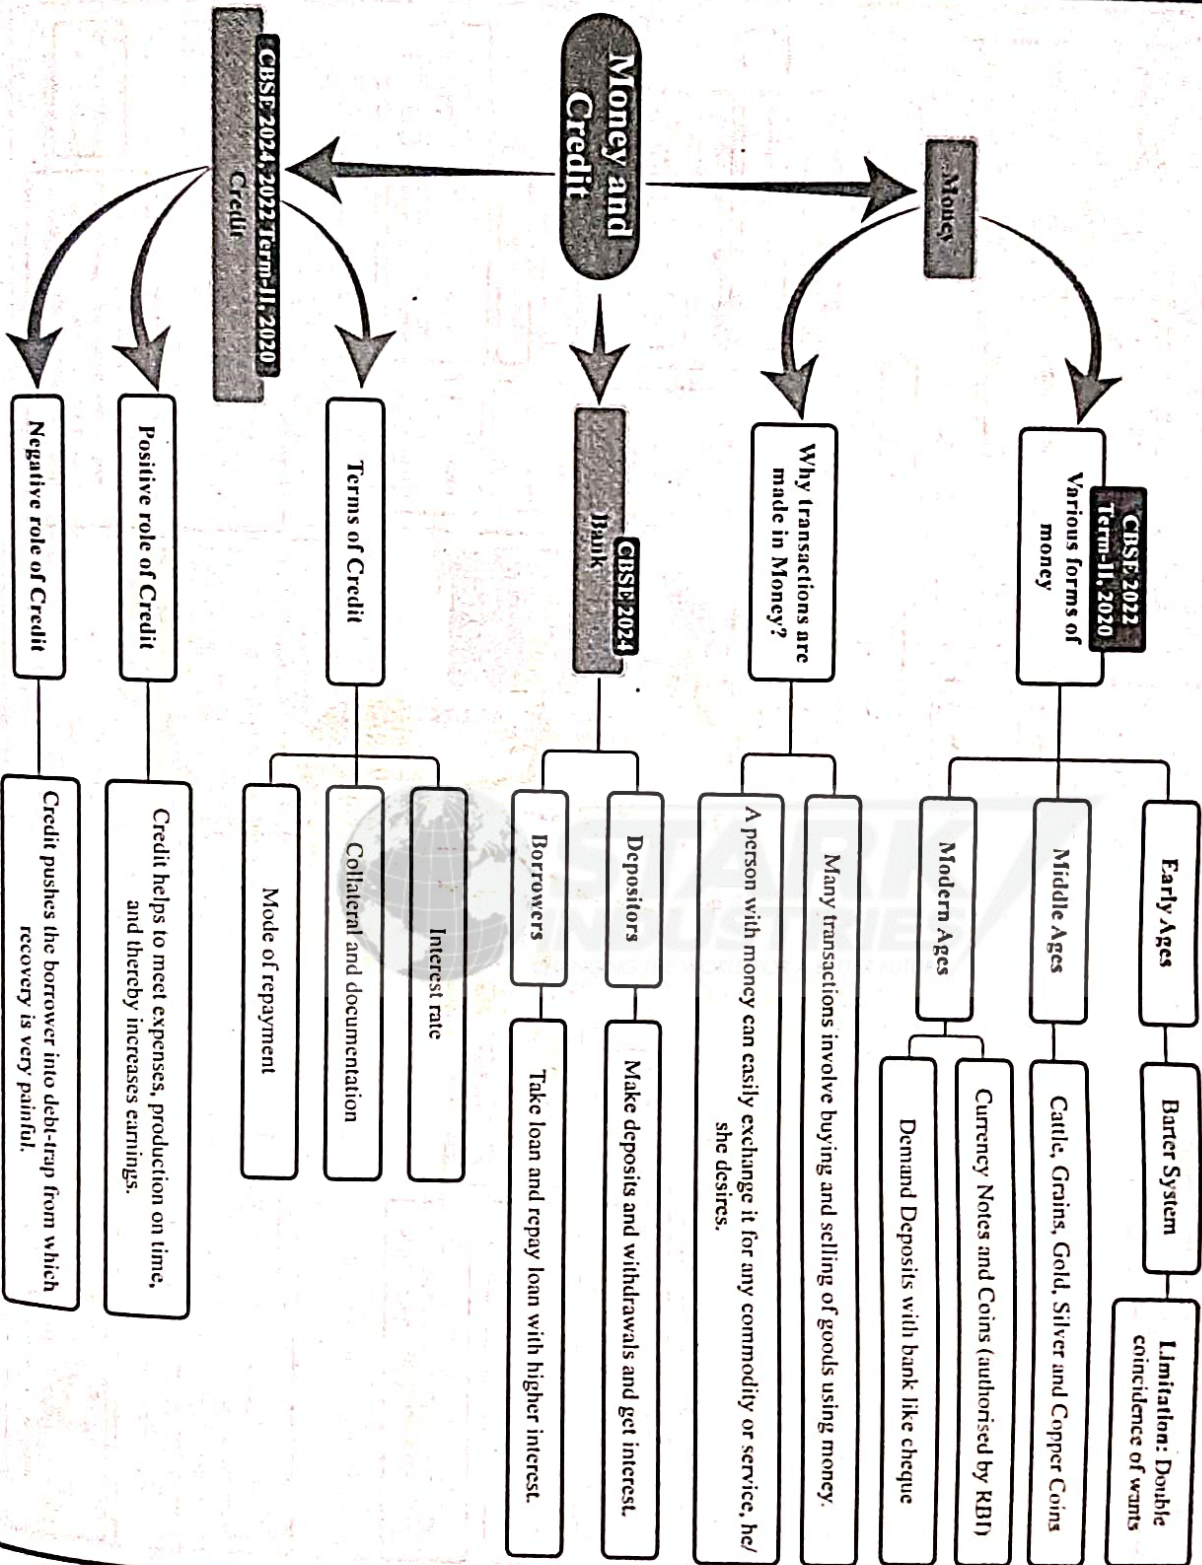 Money and
Credit
Money
CBSE 2022
Term-II, 2020
Various forms of
money
Early Ages
Barter System
Limitation: Double
coincidence of wants
Middle Ages
Cattle, Grains, Gold, Silver and Copper Coins
Modern Ages
Currency Notes and Coins (authorised by RBI)
Demand Deposits with bank like cheque
Why transactions are
made in Money?
Many transactions involve buying and selling of goods using money.
A person with money can easily exchange it for any commodity or service, he/
she desires.
CBSE 2024
Bank
Depositors
Make deposits and withdrawals and get interest.
Borrowers
Take loan and repay loan with higher interest.
CBSE 2024, 2022 Term-II, 2020
Credit
Terms of Credit
Interest rate
Collateral and documentation
Mode of repayment
Positive role of Credit
Credit helps to meet expenses, production on time,
and thereby increases earnings.
Negative role of Credit
Credit pushes the borrower into debt-trap from which
recovery is very painful.
STARK
INDUSTRIES
CHANGING THE WORLD FOR A BETTER FUTURE